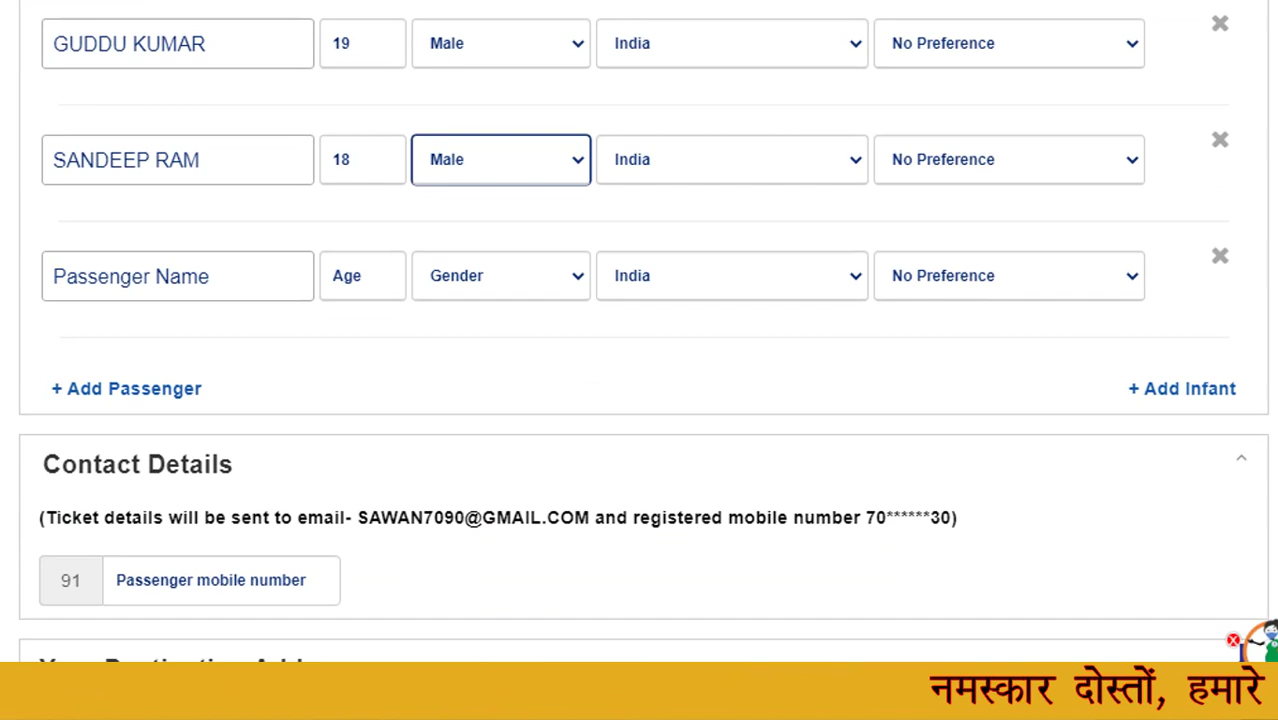 GUDDU KUMAR 19 Male India No Preference
SANDEEP RAM 18 Male India No Preference
Passenger Name Age Gender India No Preference
+ Add Passenger + Add Infant
Contact Details
(Ticket details will be sent to email- SAWAN7090@GMAIL.COM and registered mobile number 70******30)
91 Passenger mobile number
नमस्कार दोस्तों, हमारे